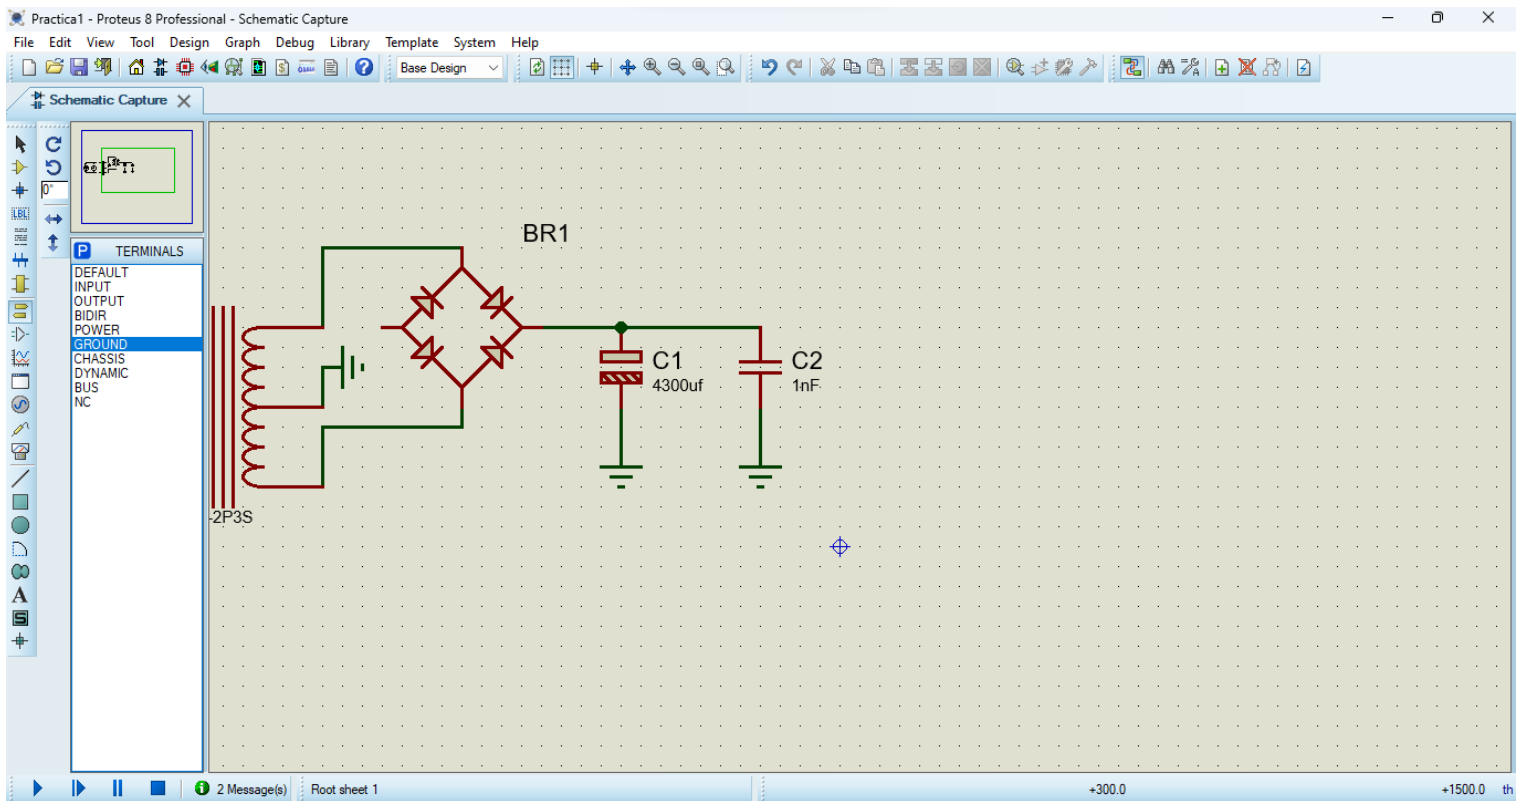 Practica1 - Proteus 8 Professional - Schematic Capture
File Edit View Tool Design Graph Debug Library Template System Help
Base Design
Schematic Capture
0°
LBL
P TERMINALS
DEFAULT
INPUT
OUTPUT
BIDIR
POWER
GROUND
CHASSIS
DYNAMIC
BUS
NC
A
S
BR1
C1
4300uf
C2
1nF
-2P3S
2 Message(s)
Root sheet 1
+300.0
+1500.0
th